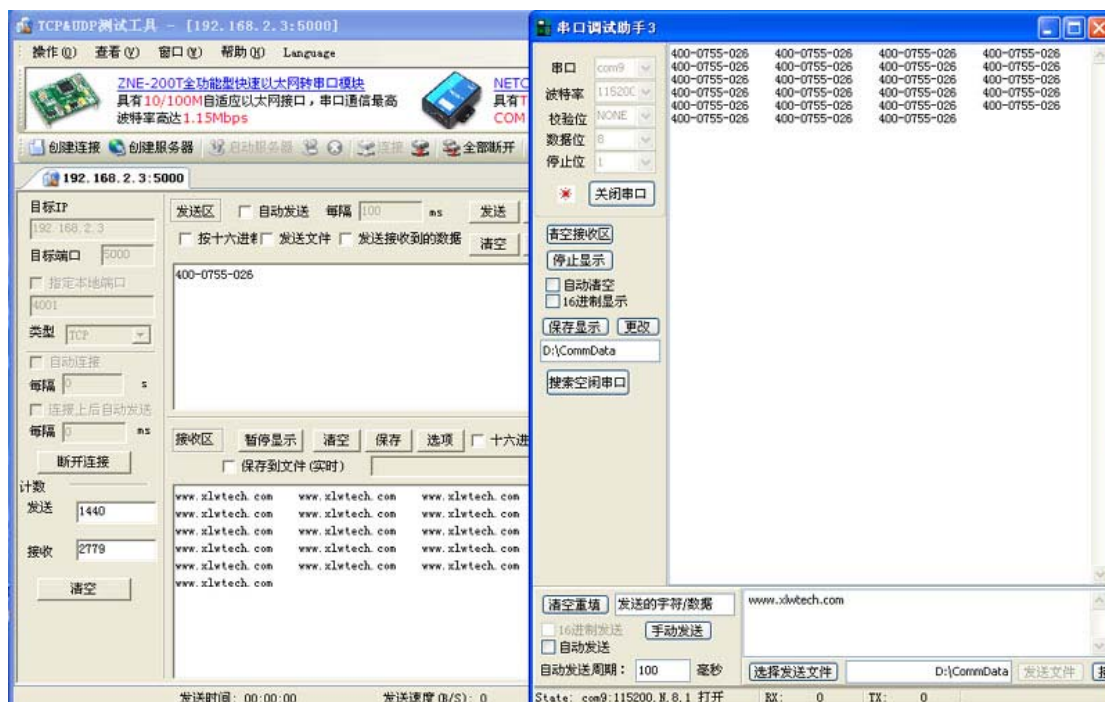 TCP&UDP测试工具 - [192.168.2.3:5000]
操作(O) 查看(V) 窗口(W) 帮助(H) Language
ZNE-200T全功能型快速以太网转串口模块
具有10/100M自适应以太网接口，串口通信最高
波特率高达1.15Mbps
NETC
具有T
COM
创建连接 创建服务器 启动服务器 连接 全部断开
192.168.2.3:5000
目标IP
192.168.2.3
目标端口 5000
指定本地端口
4001
类型 TCP
自动连接
每隔 0 s
连接上后自动发送
每隔 0 ms
断开连接
计数
发送 1440
接收 2779
清空
发送区 自动发送 每隔 100 ms 发送
按十六进制 发送文件 发送接收到的数据 清空
400-0755-026
接收区 暂停显示 清空 保存 选项 十六进
保存到文件(实时)
www.xlwtech.com www.xlwtech.com www.xlwtech.com
www.xlwtech.com www.xlwtech.com www.xlwtech.com
www.xlwtech.com www.xlwtech.com www.xlwtech.com
www.xlwtech.com www.xlwtech.com www.xlwtech.com
www.xlwtech.com www.xlwtech.com www.xlwtech.com
www.xlwtech.com
发送时间: 00:00:00 发送速度(B/S): 0
串口调试助手3
串口 com9
波特率 115200
校验位 NONE
数据位 8
停止位 1
关闭串口
清空接收区
停止显示
自动清空
16进制显示
保存显示 更改
D:\CommData
搜索空闲串口
400-0755-026 400-0755-026 400-0755-026 400-0755-026
400-0755-026 400-0755-026 400-0755-026 400-0755-026
400-0755-026 400-0755-026 400-0755-026 400-0755-026
400-0755-026 400-0755-026 400-0755-026 400-0755-026
400-0755-026 400-0755-026 400-0755-026 400-0755-026
400-0755-026 400-0755-026 400-0755-026
清空重填 发送的字符/数据 www.xlwtech.com
16进制发送 手动发送
自动发送
自动发送周期: 100 毫秒 选择发送文件 D:\CommData 发送文件
State: com9:115200.N.8.1 打开 RX: 0 TX: 0